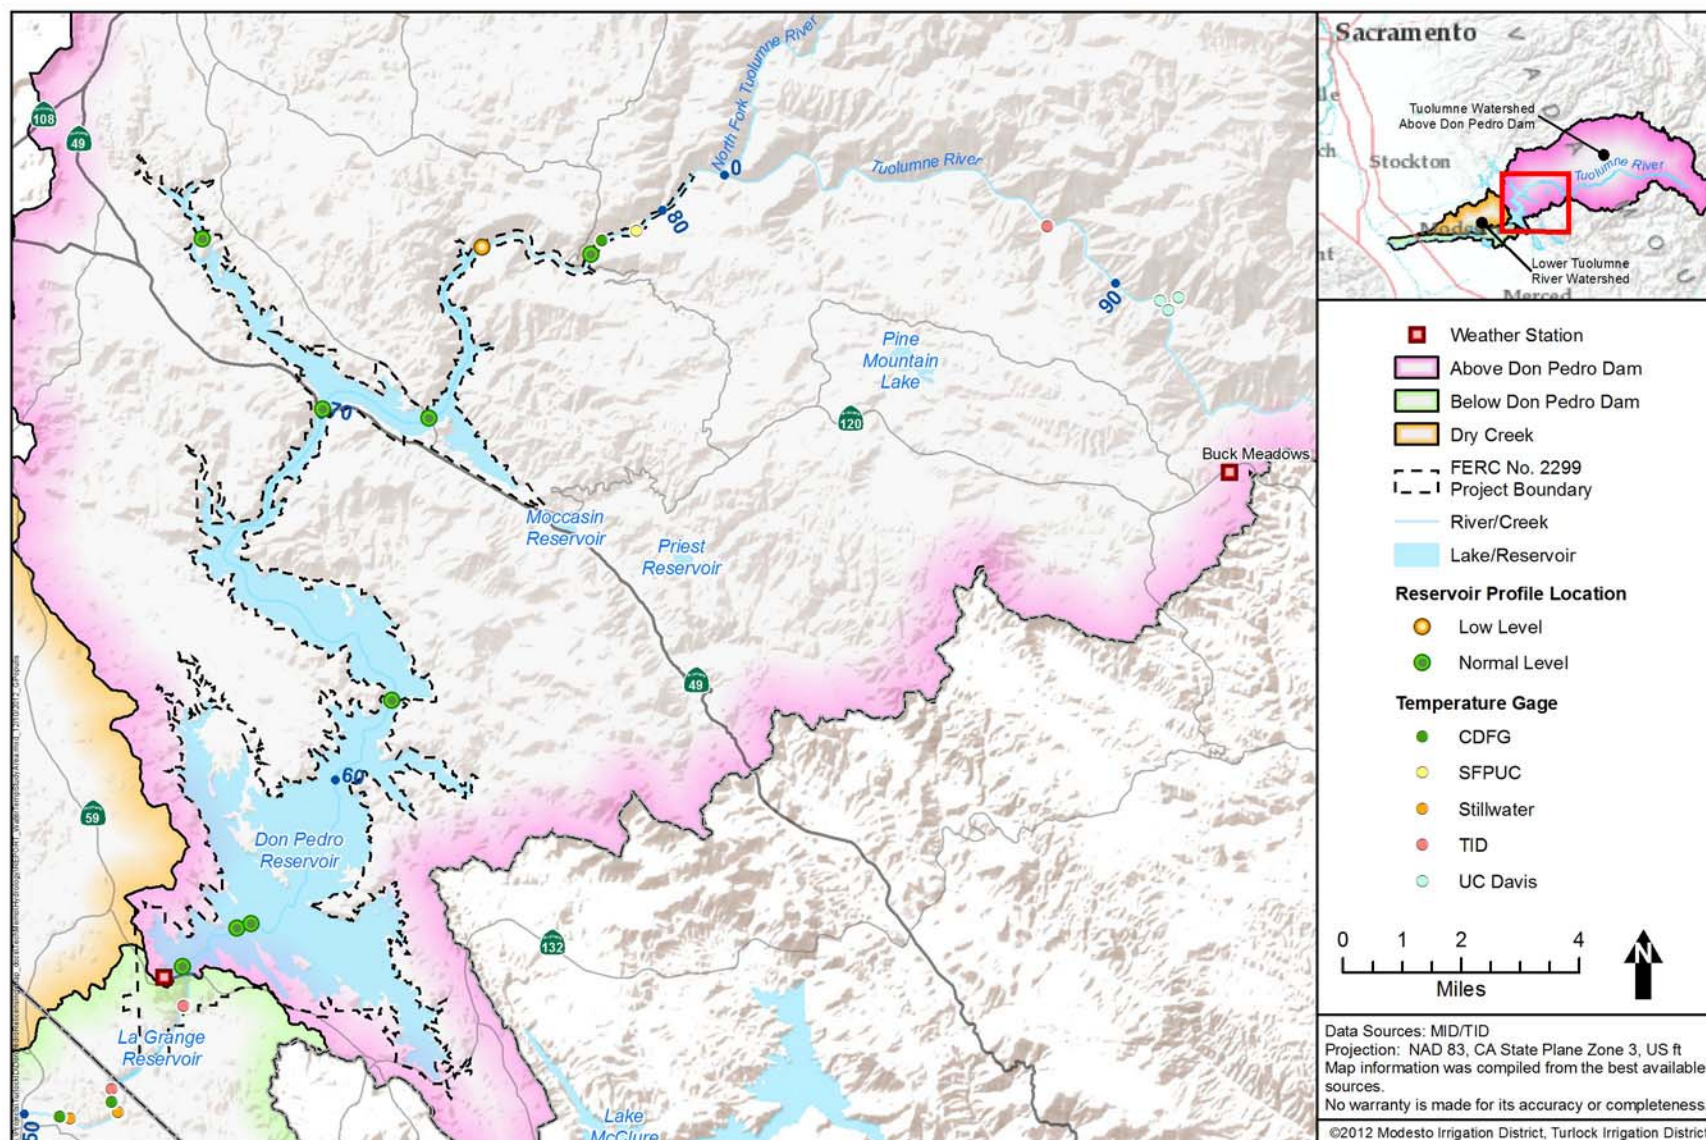 108
49
North Fork Tuolumne River
0
Tuolumne River
80
90
Pine
Mountain
Lake
120
70
Buck Meadows
Moccasin
Reservoir
Priest
Reservoir
49
60
59
Don Pedro
Reservoir
132
La Grange
Reservoir
50
Lake
McClure
Sacramento
Tuolumne Watershed
Above Don Pedro Dam
Stockton
Tuolumne River
Lower Tuolumne
River Watershed
Merced
Weather Station
Above Don Pedro Dam
Below Don Pedro Dam
Dry Creek
FERC No. 2299
Project Boundary
River/Creek
Lake/Reservoir
Reservoir Profile Location
Low Level
Normal Level
Temperature Gage
CDFG
SFPUC
Stillwater
TID
UC Davis
0 1 2 4
Miles
N
Data Sources: MID/TID
Projection: NAD 83, CA State Plane Zone 3, US ft
Map information was compiled from the best available
sources.
No warranty is made for its accuracy or completeness
©2012 Modesto Irrigation District, Turlock Irrigation District